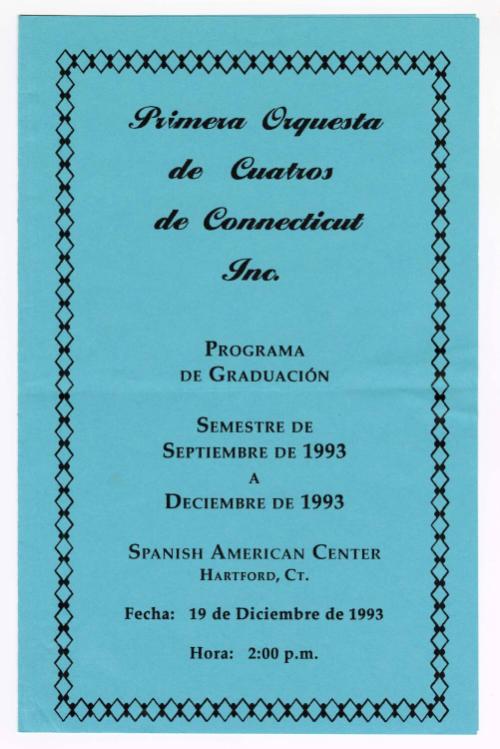 Primera Orquesta
de Cuatros
de Connecticut
Inc.
PROGRAMA
DE GRADUACIÓN
SEMESTRE DE
SEPTIEMBRE DE 1993
A
DECIEMBRE DE 1993
SPANISH AMERICAN CENTER
HARTFORD, CT.
Fecha: 19 de Diciembre de 1993
Hora: 2:00 p.m.